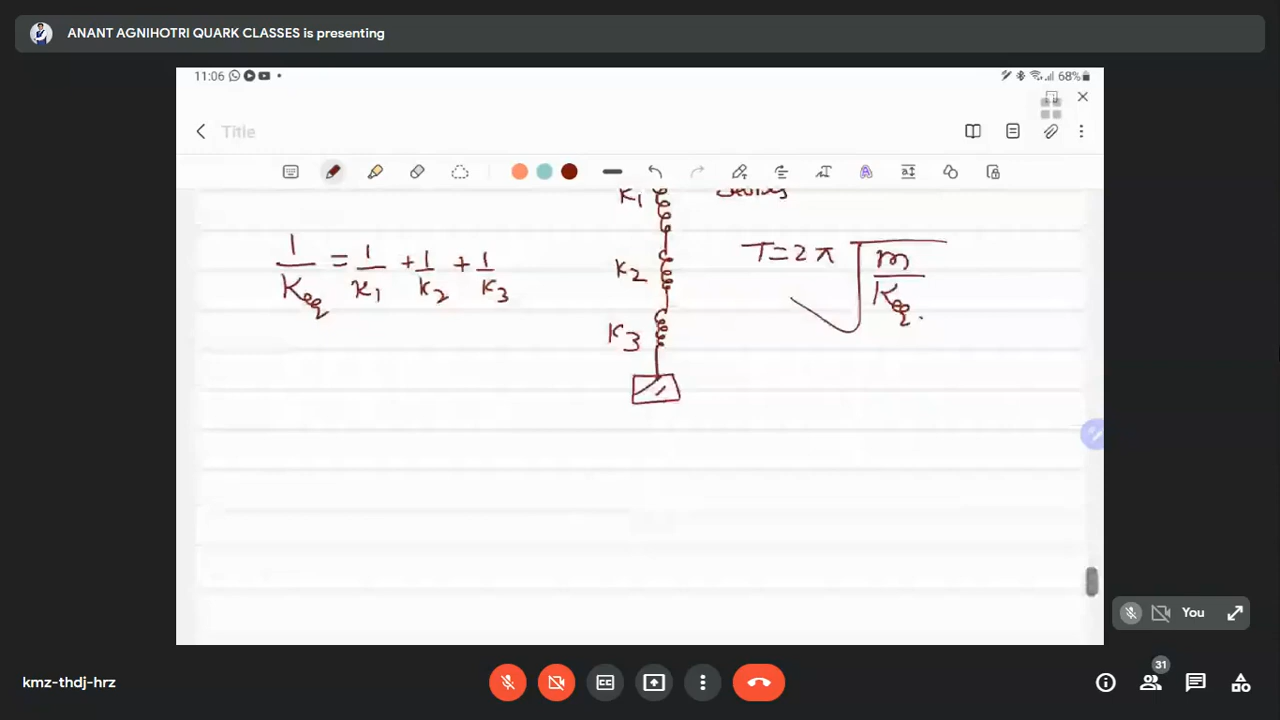 ANANT AGNIHOTRI QUARK CLASSES is presenting
11:06
68%
Title
K1
1/Keq = 1/K1 + 1/K2 + 1/K3
K2
T=2π √m/Keq.
K3
You
kmz-thdj-hrz
CC
31